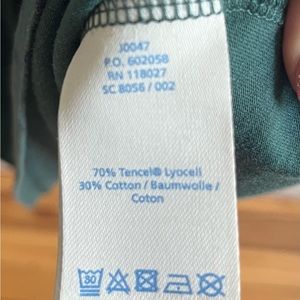 J0047
P.O. 602058
RN 118027
SC 8056 / 002
70% Tencel® Lyocell
30% Cotton / Baumwolle /
Coton
30